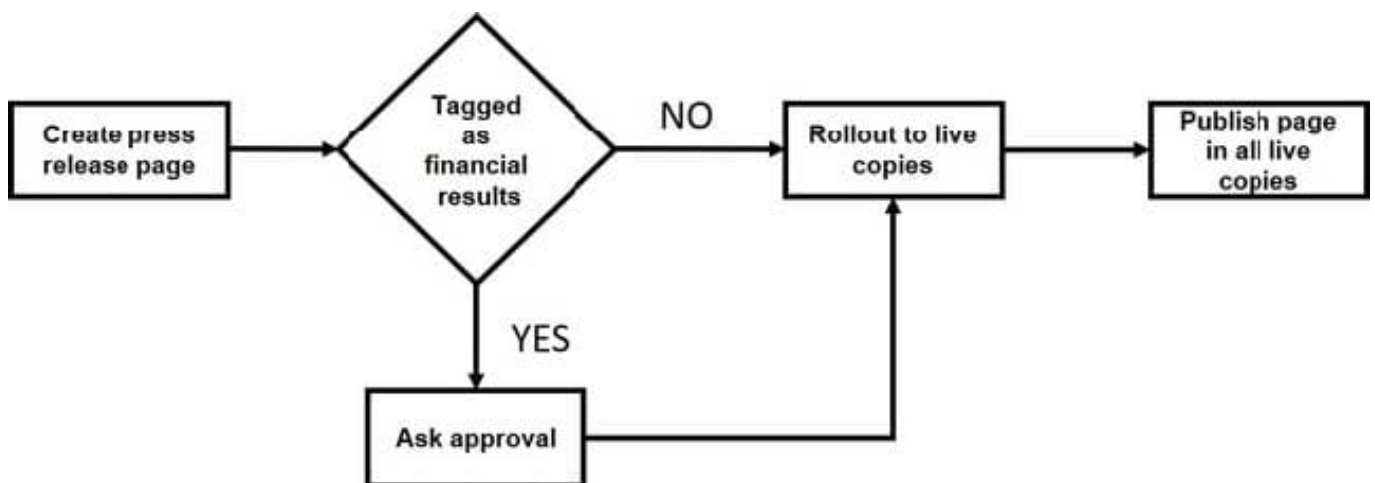 Create press
release page
Tagged
as
financial
results
NO
Rollout to live
copies
Publish page
in all live
copies
YES
Ask approval